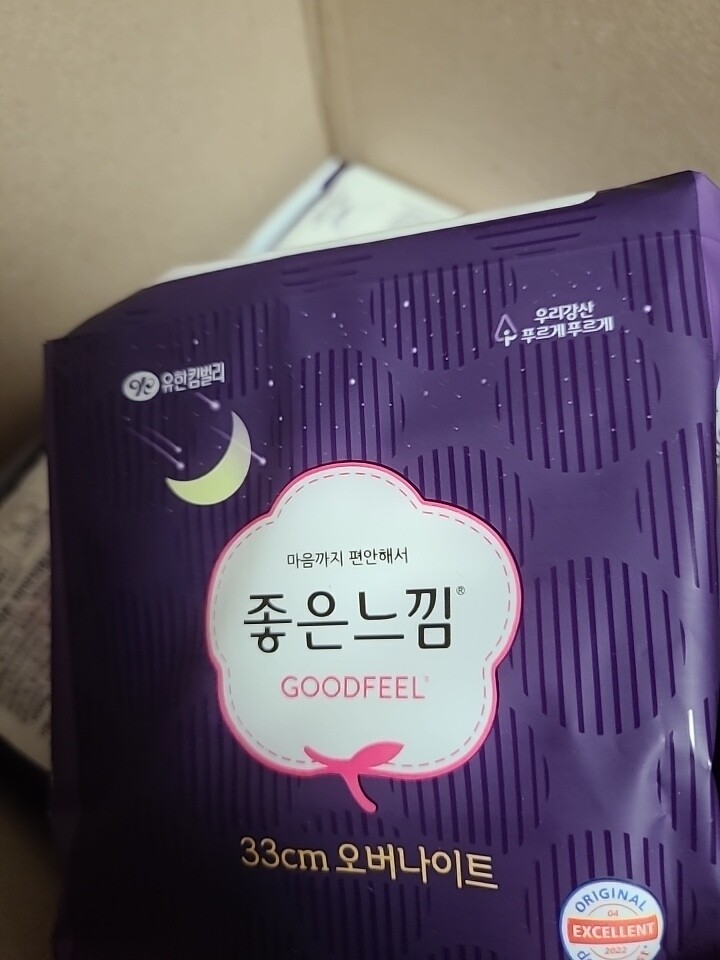 우리강산
푸르게 푸르게
유한킴벌리
마음까지 편안해서
좋은느낌®
GOODFEEL®
33cm 오버나이트
ORIGINAL
04
EXCELLENT
2022